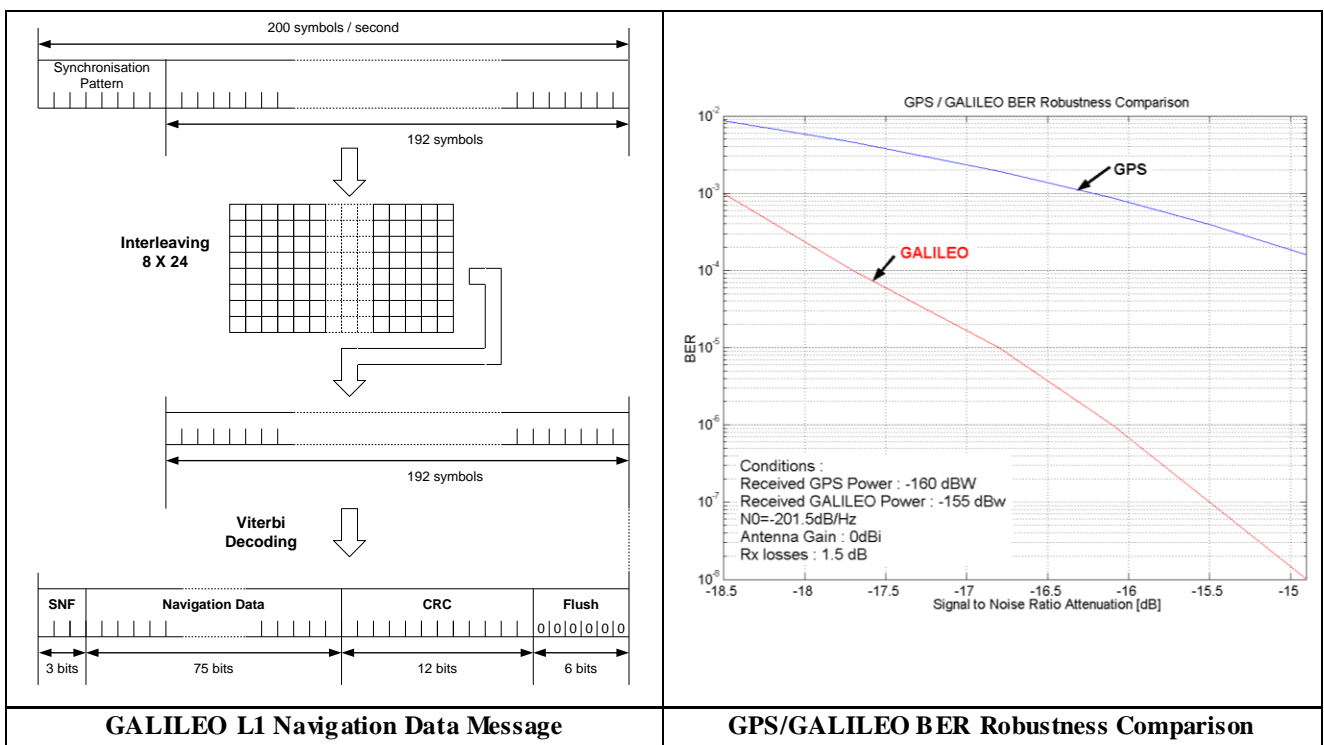 200 symbols / second
Synchronisation
Pattern
192 symbols
Interleaving
8 X 24
192 symbols
Viterbi
Decoding
SNF
Navigation Data
CRC
Flush
0 0 0 0 0 0
3 bits
75 bits
12 bits
6 bits
GALILEO L1 Navigation Data Message
GPS / GALILEO BER Robustness Comparison
10^-2
10^-3
10^-4
10^-5
10^-6
10^-7
10^-8
BER
GPS
GALILEO
Conditions :
Received GPS Power : -160 dBW
Received GALILEO Power : -155 dBw
N0=-201.5dB/Hz
Antenna Gain : 0dBi
Rx losses : 1.5 dB
-18.5 -18 -17.5 -17 -16.5 -16 -15.5 -15
Signal to Noise Ratio Attenuation [dB]
GPS/GALILEO BER Robustness Comparison